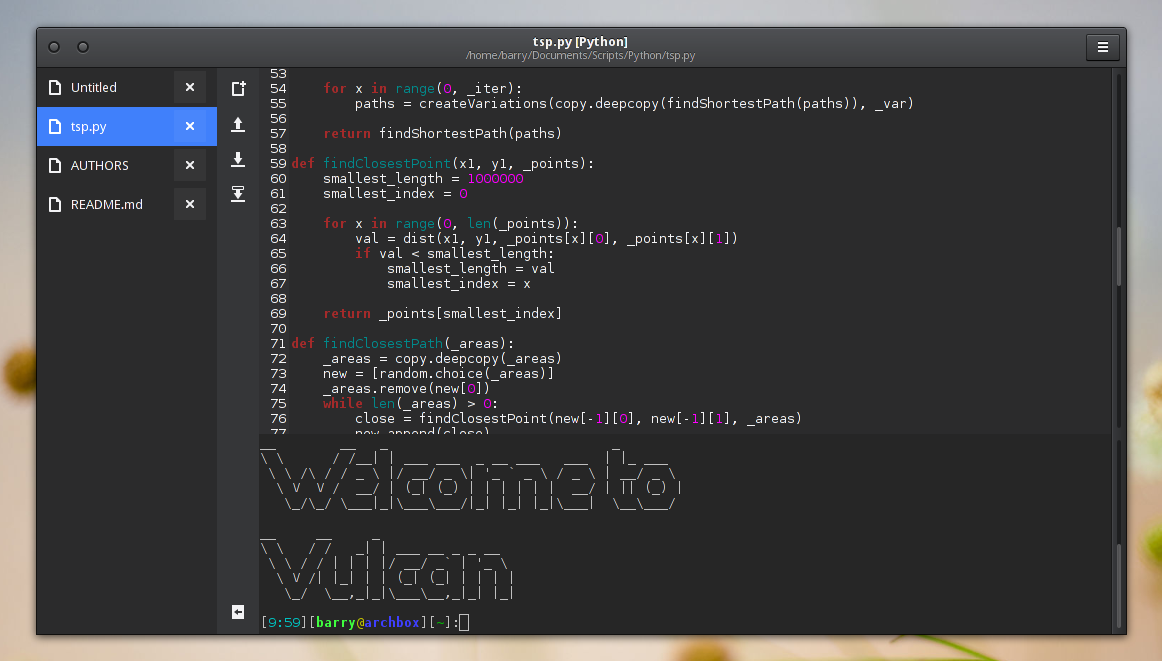 tsp.py [Python]
/home/barry/Documents/Scripts/Python/tsp.py
Untitled
tsp.py
AUTHORS
README.md
53
54     for x in range(0, _iter):
55         paths = createVariations(copy.deepcopy(findShortestPath(paths)), _var)
56
57     return findShortestPath(paths)
58
59 def findClosestPoint(x1, y1, _points):
60     smallest_length = 1000000
61     smallest_index = 0
62
63     for x in range(0, len(_points)):
64         val = dist(x1, y1, _points[x][0], _points[x][1])
65         if val < smallest_length:
66             smallest_length = val
67             smallest_index = x
68
69     return _points[smallest_index]
70
71 def findClosestPath(_areas):
72     _areas = copy.deepcopy(_areas)
73     new = [random.choice(_areas)]
74     _areas.remove(new[0])
75     while len(_areas) > 0:
76         close = findClosestPoint(new[-1][0], new[-1][1], _areas)
77         new.append(close)
Welcome to
Vulcan
[9:59][barry@archbox][~]: